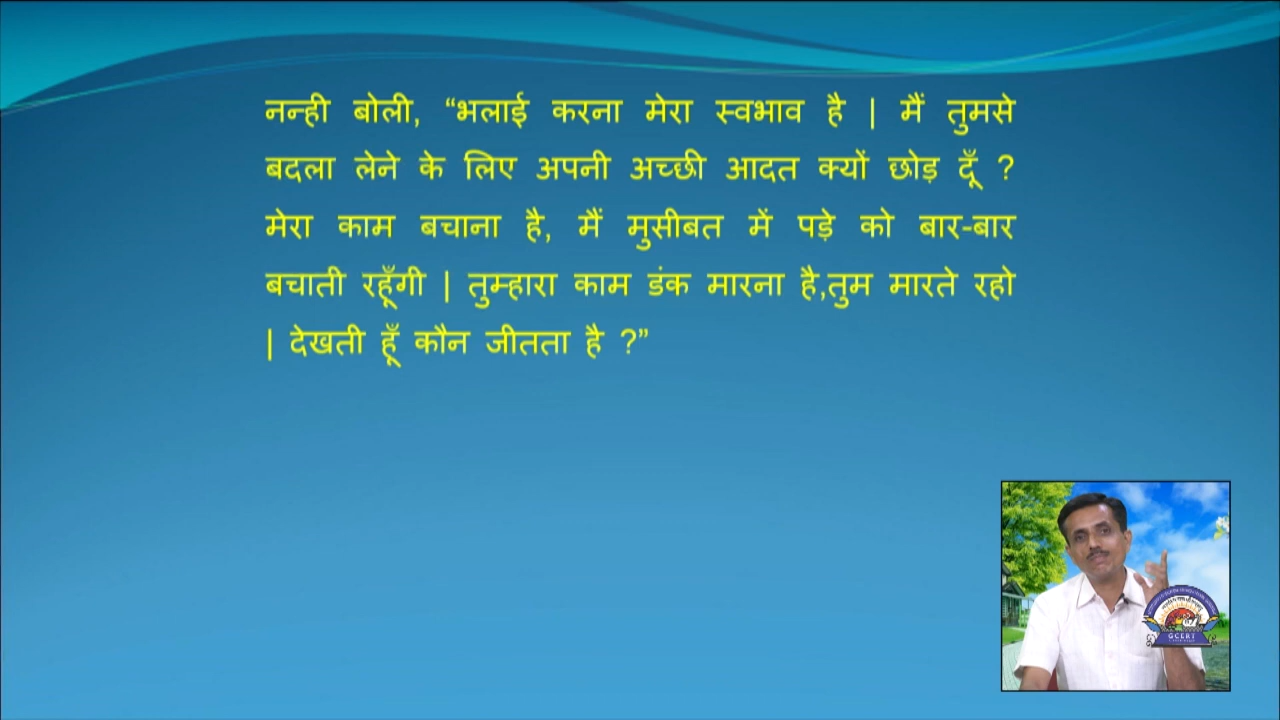 नन्ही बोली, “भलाई करना मेरा स्वभाव है | मैं तुमसे
बदला लेने के लिए अपनी अच्छी आदत क्यों छोड़ दूँ ?
मेरा काम बचाना है, मैं मुसीबत में पड़े को बार-बार
बचाती रहूँगी | तुम्हारा काम डंक मारना है,तुम मारते रहो
| देखती हूँ कौन जीतता है ?”
GCERT